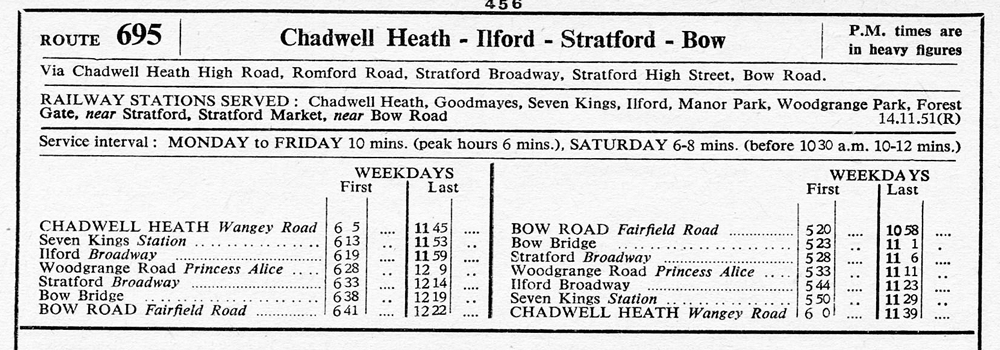 456
ROUTE 695 Chadwell Heath - Ilford - Stratford - Bow P.M. times are
in heavy figures
Via Chadwell Heath High Road, Romford Road, Stratford Broadway, Stratford High Street, Bow Road.
RAILWAY STATIONS SERVED : Chadwell Heath, Goodmayes, Seven Kings, Ilford, Manor Park, Woodgrange Park, Forest
Gate, near Stratford, Stratford Market, near Bow Road 14.11.51(R)
Service interval : MONDAY to FRIDAY 10 mins. (peak hours 6 mins.), SATURDAY 6-8 mins. (before 10 30 a.m. 10-12 mins.)
WEEKDAYS
First Last
CHADWELL HEATH Wangey Road 6 5 .... 11 45 ....
Seven Kings Station .................. 6 13 .. 11 53 ..
Ilford Broadway .................. 6 19 .... 11 59 ....
Woodgrange Road Princess Alice .... 6 28 .. 12 9 ..
Stratford Broadway .................. 6 33 .... 12 14 ....
Bow Bridge .................. 6 38 .. 12 19 ..
BOW ROAD Fairfield Road .............. 6 41 .... 12 22 ....
WEEKDAYS
First Last
BOW ROAD Fairfield Road .............. 5 20 .... 10 58 ....
Bow Bridge .................. 5 23 .. 11 1 ..
Stratford Broadway .................. 5 28 .... 11 6 ....
Woodgrange Road Princess Alice .... 5 33 .. 11 11 ..
Ilford Broadway .................. 5 44 .... 11 23 ....
Seven Kings Station .................. 5 50 .. 11 29 ..
CHADWELL HEATH Wangey Road 6 0 .... 11 39 ....